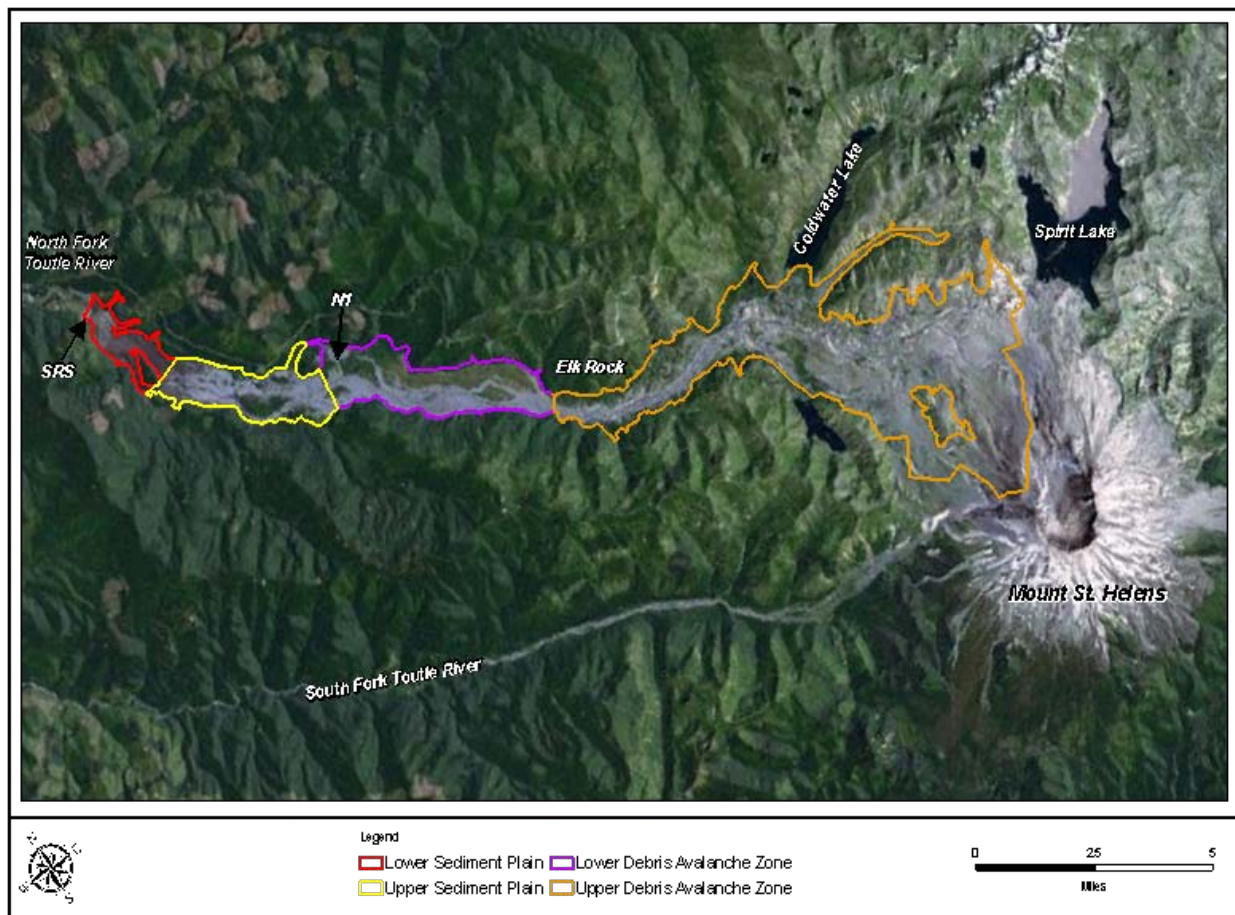 Coldwater Lake
Spirit Lake
North Fork
Toutle River
N1
SRS
Elk Rock
Mount St. Helens
South Fork Toutle River
Legend
Lower Sediment Plain
Lower Debris Avalanche Zone
Upper Sediment Plain
Upper Debris Avalanche Zone
0 2.5 5
Miles